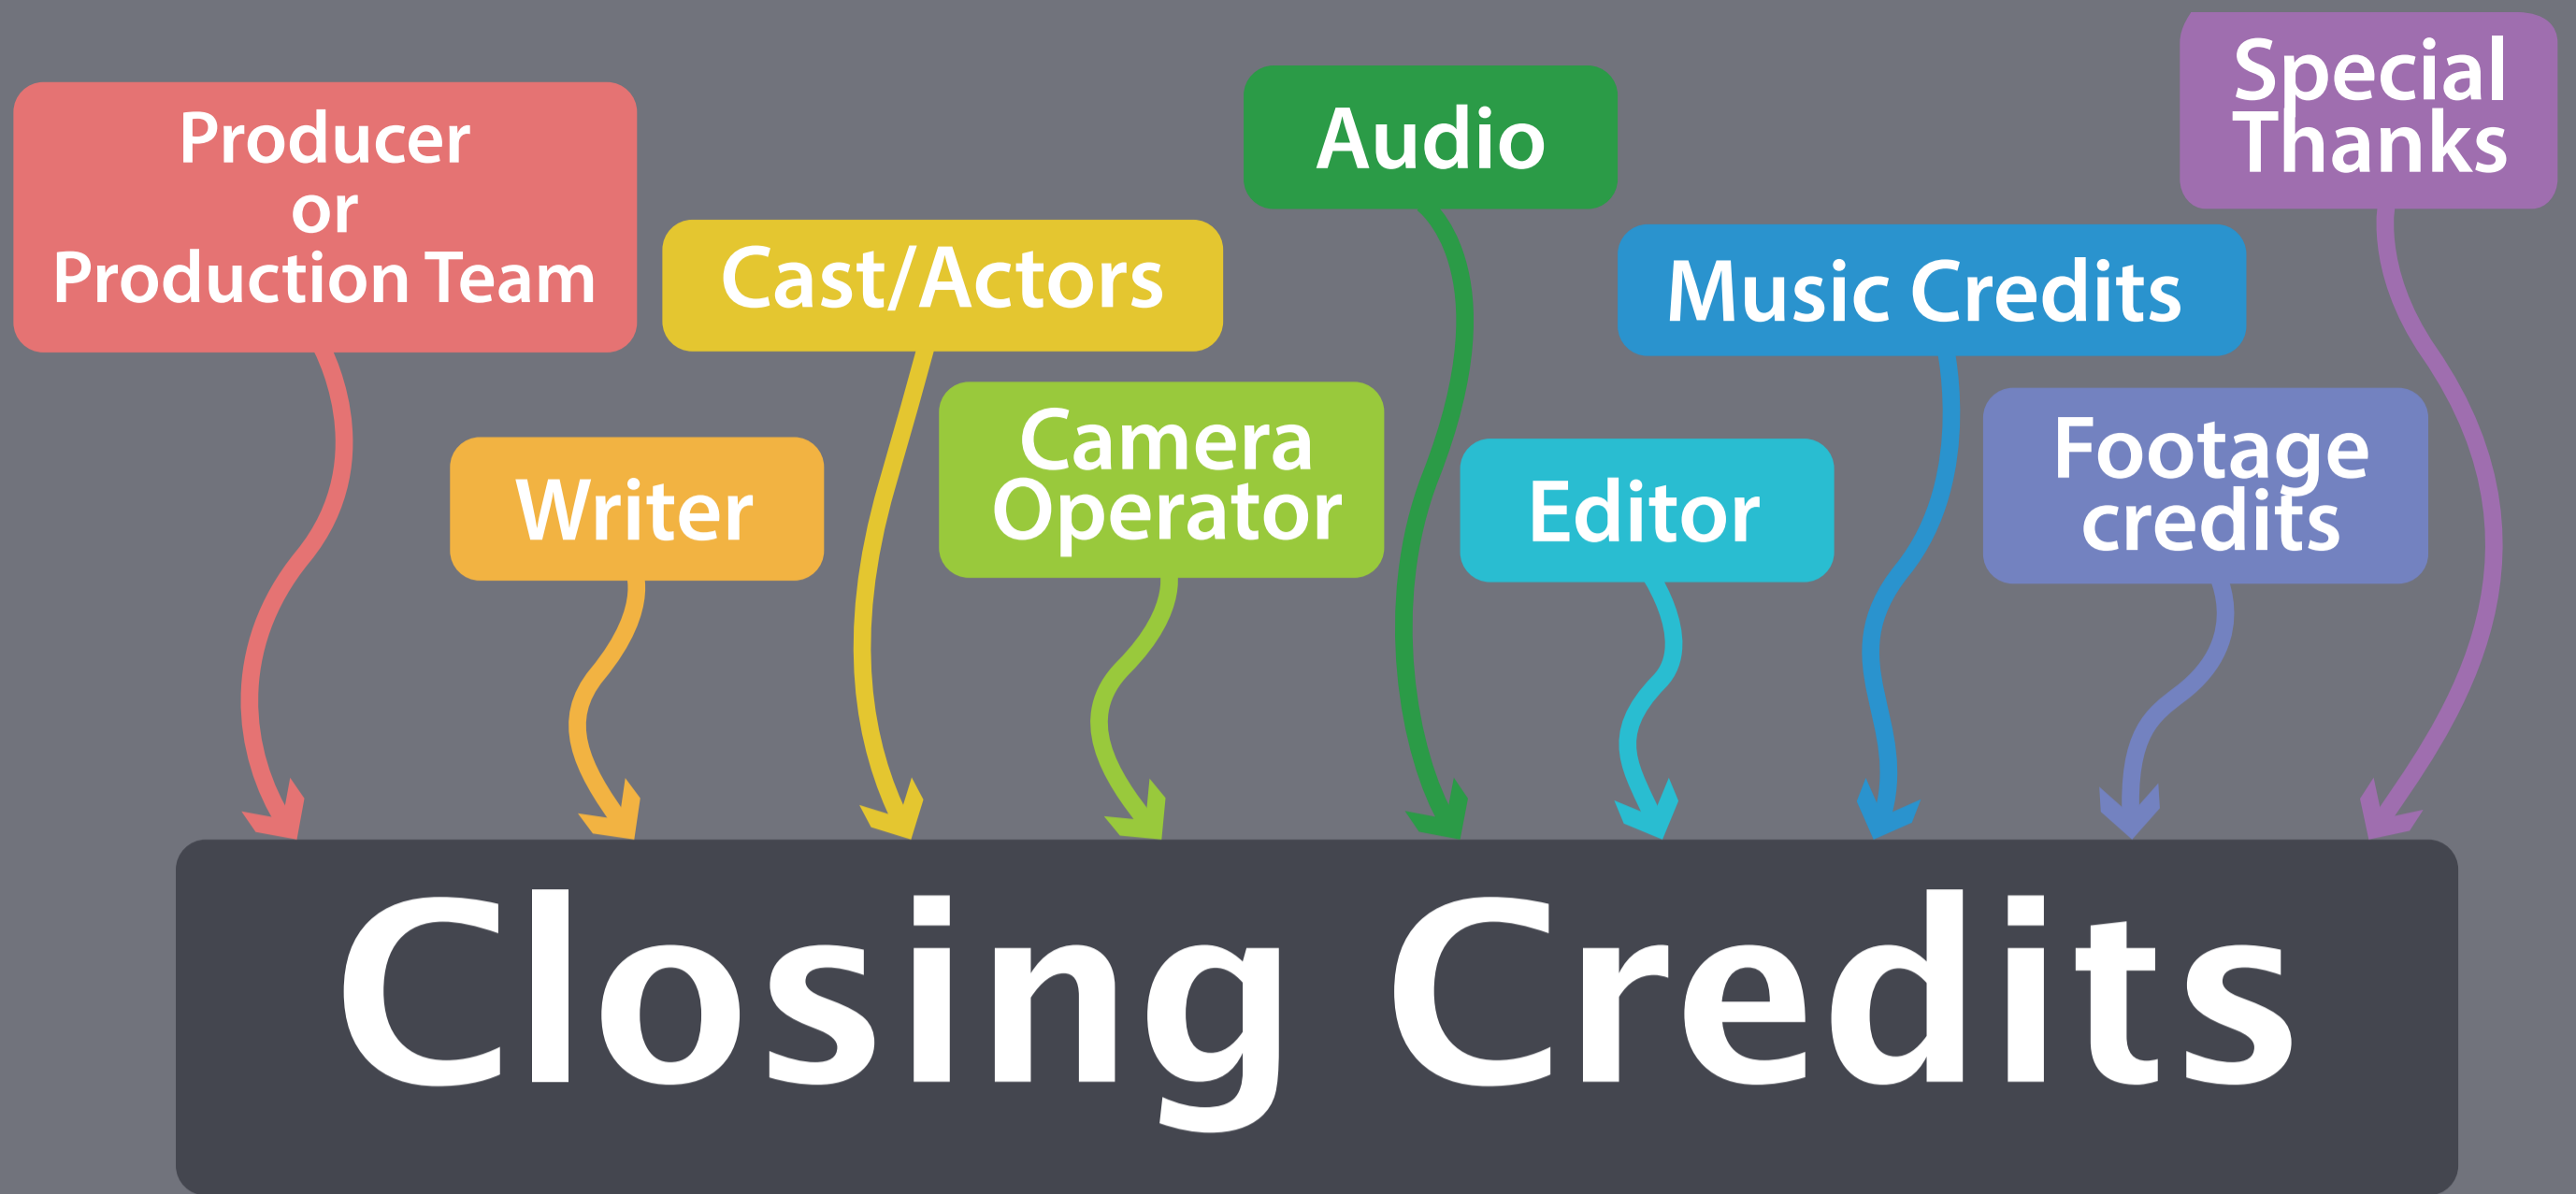 Producer
or
Production Team
Writer
Cast/Actors
Camera
Operator
Audio
Editor
Music Credits
Footage
credits
Special
Thanks
Closing Credits